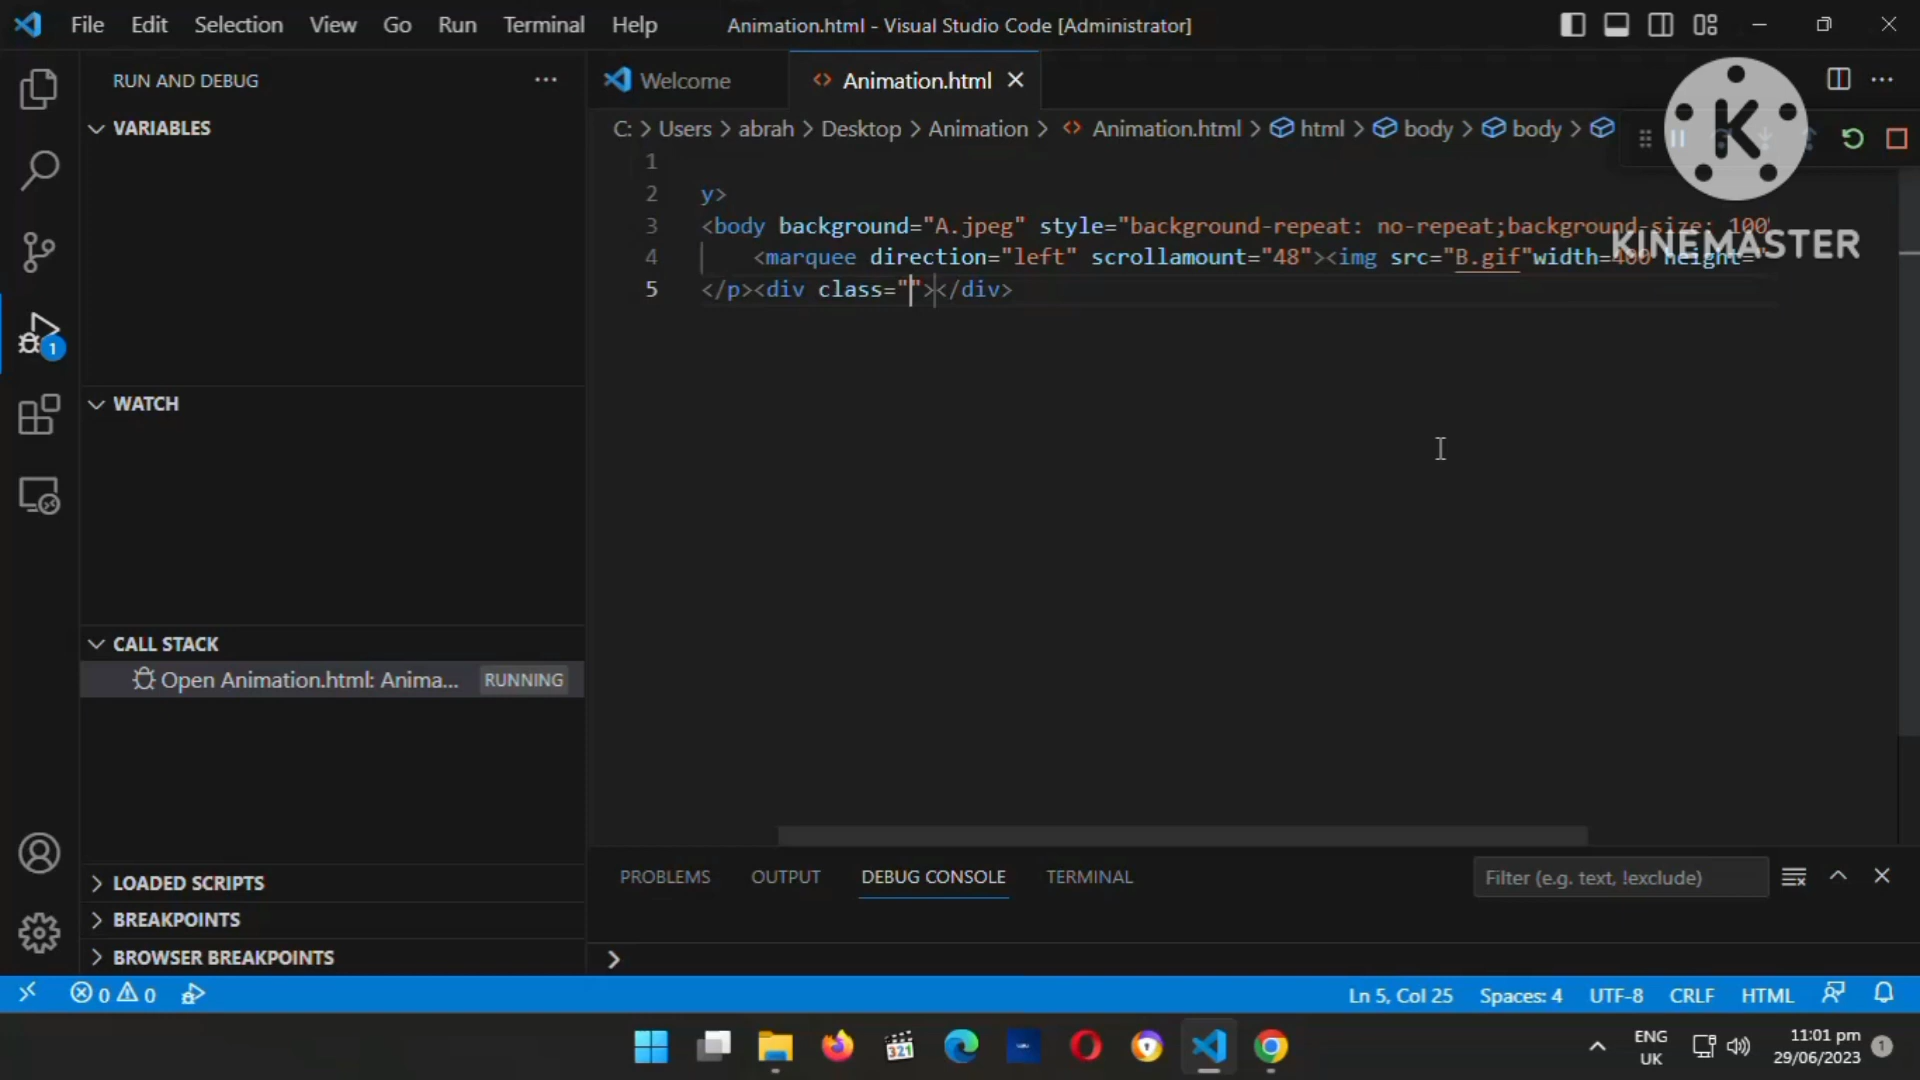 File Edit Selection View Go Run Terminal Help
Animation.html - Visual Studio Code [Administrator]
RUN AND DEBUG
Welcome
Animation.html
C: > Users > abrah > Desktop > Animation > Animation.html > html > body > body >
K
KINEMASTER
VARIABLES
1
2 y>
3 <body background="A.jpeg" style="background-repeat: no-repeat;background-size: 100
4 <marquee direction="left" scrollamount="48"><img src="B.gif"width=400 height="
5 </p><div class=""></div>
1
WATCH
CALL STACK
Open Animation.html: Anima... RUNNING
LOADED SCRIPTS
BREAKPOINTS
BROWSER BREAKPOINTS
PROBLEMS OUTPUT DEBUG CONSOLE TERMINAL
Filter (e.g. text, !exclude)
0 0
Ln 5, Col 25 Spaces: 4 UTF-8 CRLF HTML
321
ENG
UK
11:01 pm
29/06/2023
1